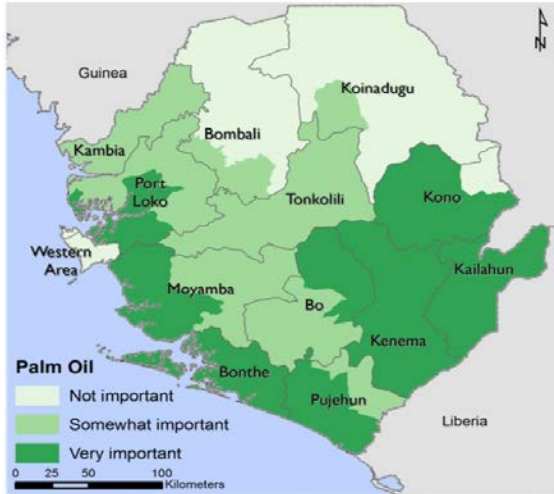 N
Guinea
Koinadugu
Bombali
Kambia
Port
Loko
Tonkolili
Kono
Western
Area
Kailahun
Moyamba
Bo
Kenema
Bonthe
Pujehun
Liberia
Palm Oil
Not important
Somewhat important
Very important
0 25 50 100
Kilometers